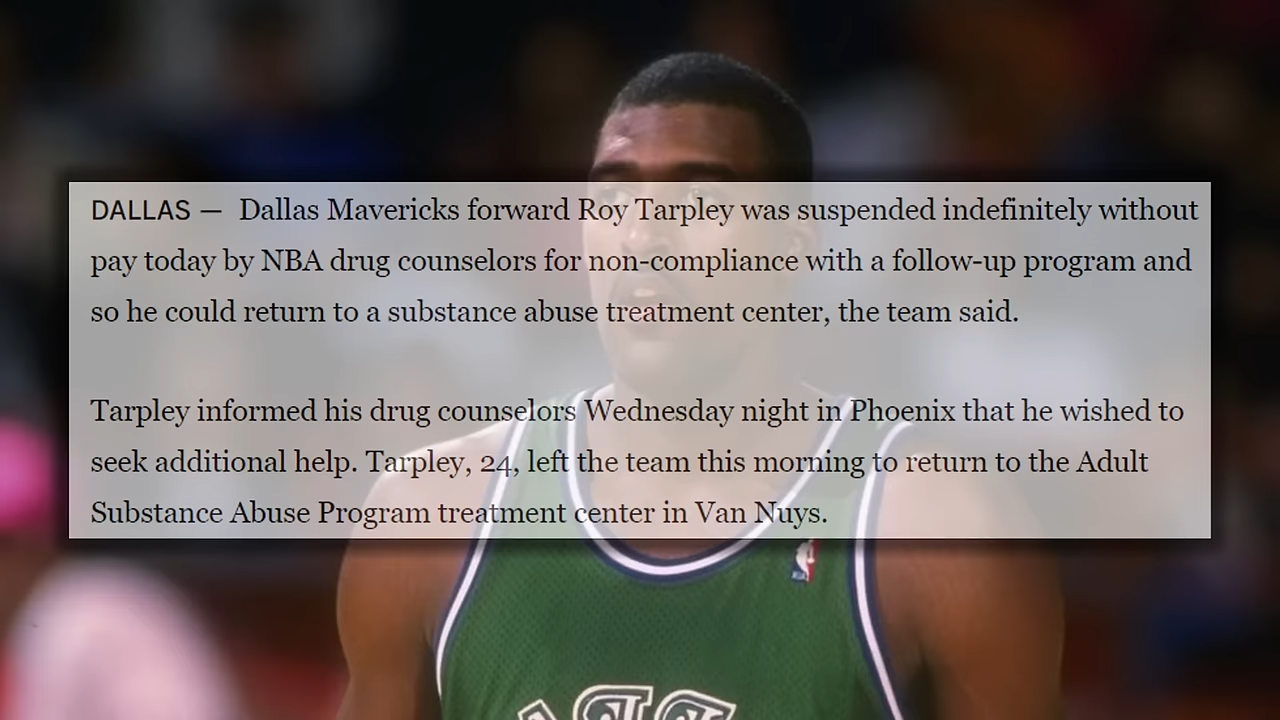 DALLAS — Dallas Mavericks forward Roy Tarpley was suspended indefinitely without
pay today by NBA drug counselors for non-compliance with a follow-up program and
so he could return to a substance abuse treatment center, the team said.
Tarpley informed his drug counselors Wednesday night in Phoenix that he wished to
seek additional help. Tarpley, 24, left the team this morning to return to the Adult
Substance Abuse Program treatment center in Van Nuys.
NBA